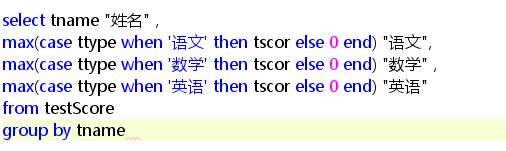 select tname "姓名" ,
max(case ttype when '语文' then tscor else 0 end) "语文",
max(case ttype when '数学' then tscor else 0 end) "数学" ,
max(case ttype when '英语' then tscor else 0 end) "英语"
from testScore
group by tname